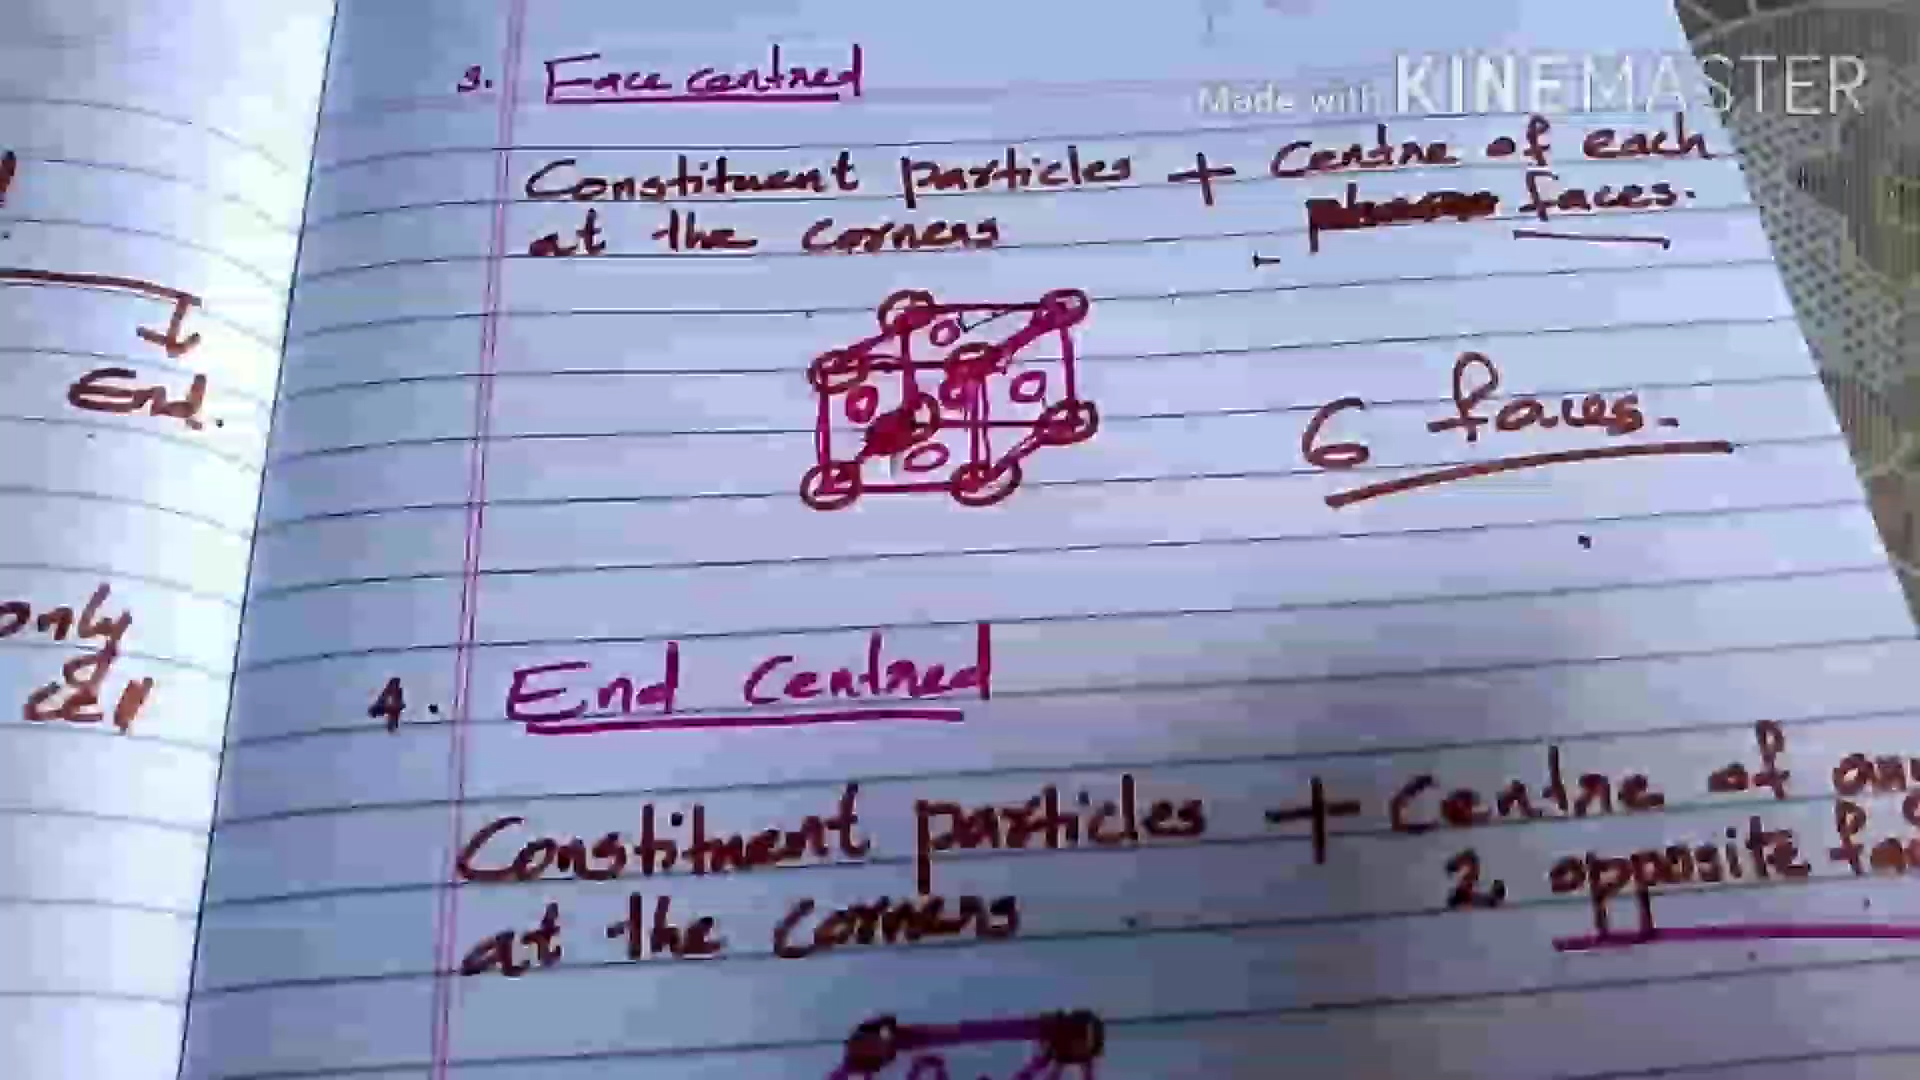 3. Face centred
Made with KINEMASTER
Constituent particles + Centre of each
at the corners faces.
I
End.
6 faces.
only
cell
4. End Centred
Constituent particles + Centre of
at the corners 2 opposite